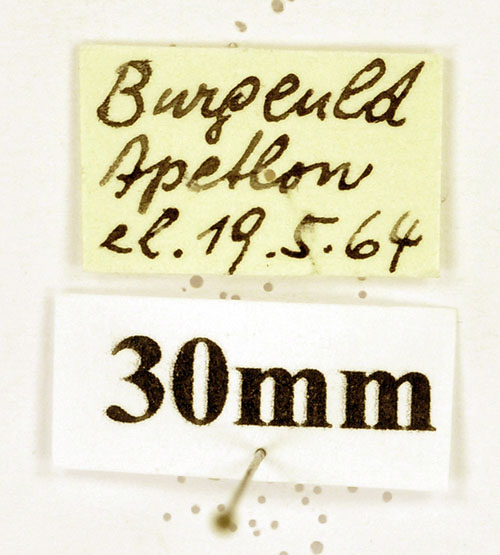 Burgenld
Apetlon
el. 19.5.64
30mm